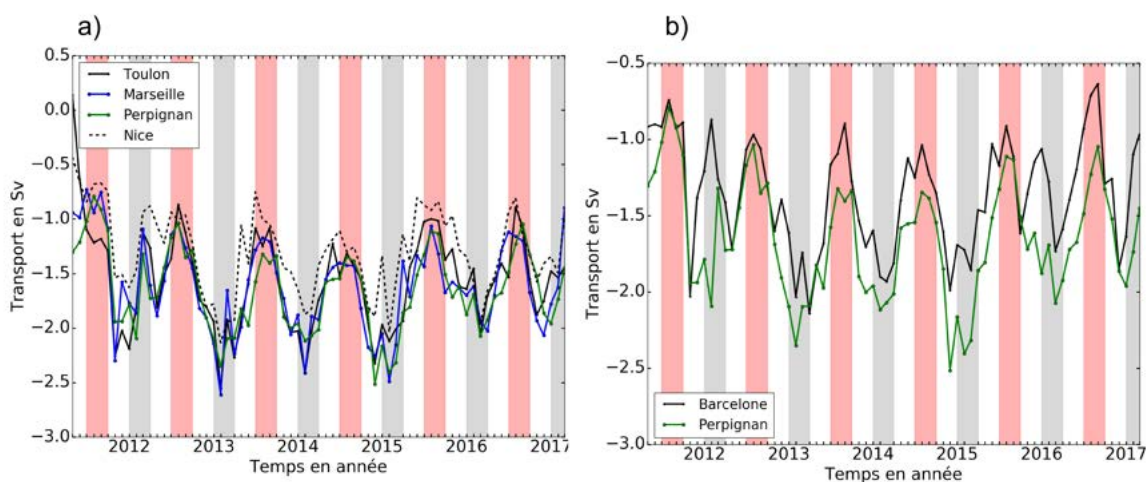 a)
0.5
0.0
−0.5
−1.0
−1.5
−2.0
−2.5
−3.0
Transport en Sv
Toulon
Marseille
Perpignan
Nice
2012 2013 2014 2015 2016 2017
Temps en année
b)
−0.5
−1.0
−1.5
−2.0
−2.5
−3.0
Transport en Sv
Barcelone
Perpignan
2012 2013 2014 2015 2016 2017
Temps en année